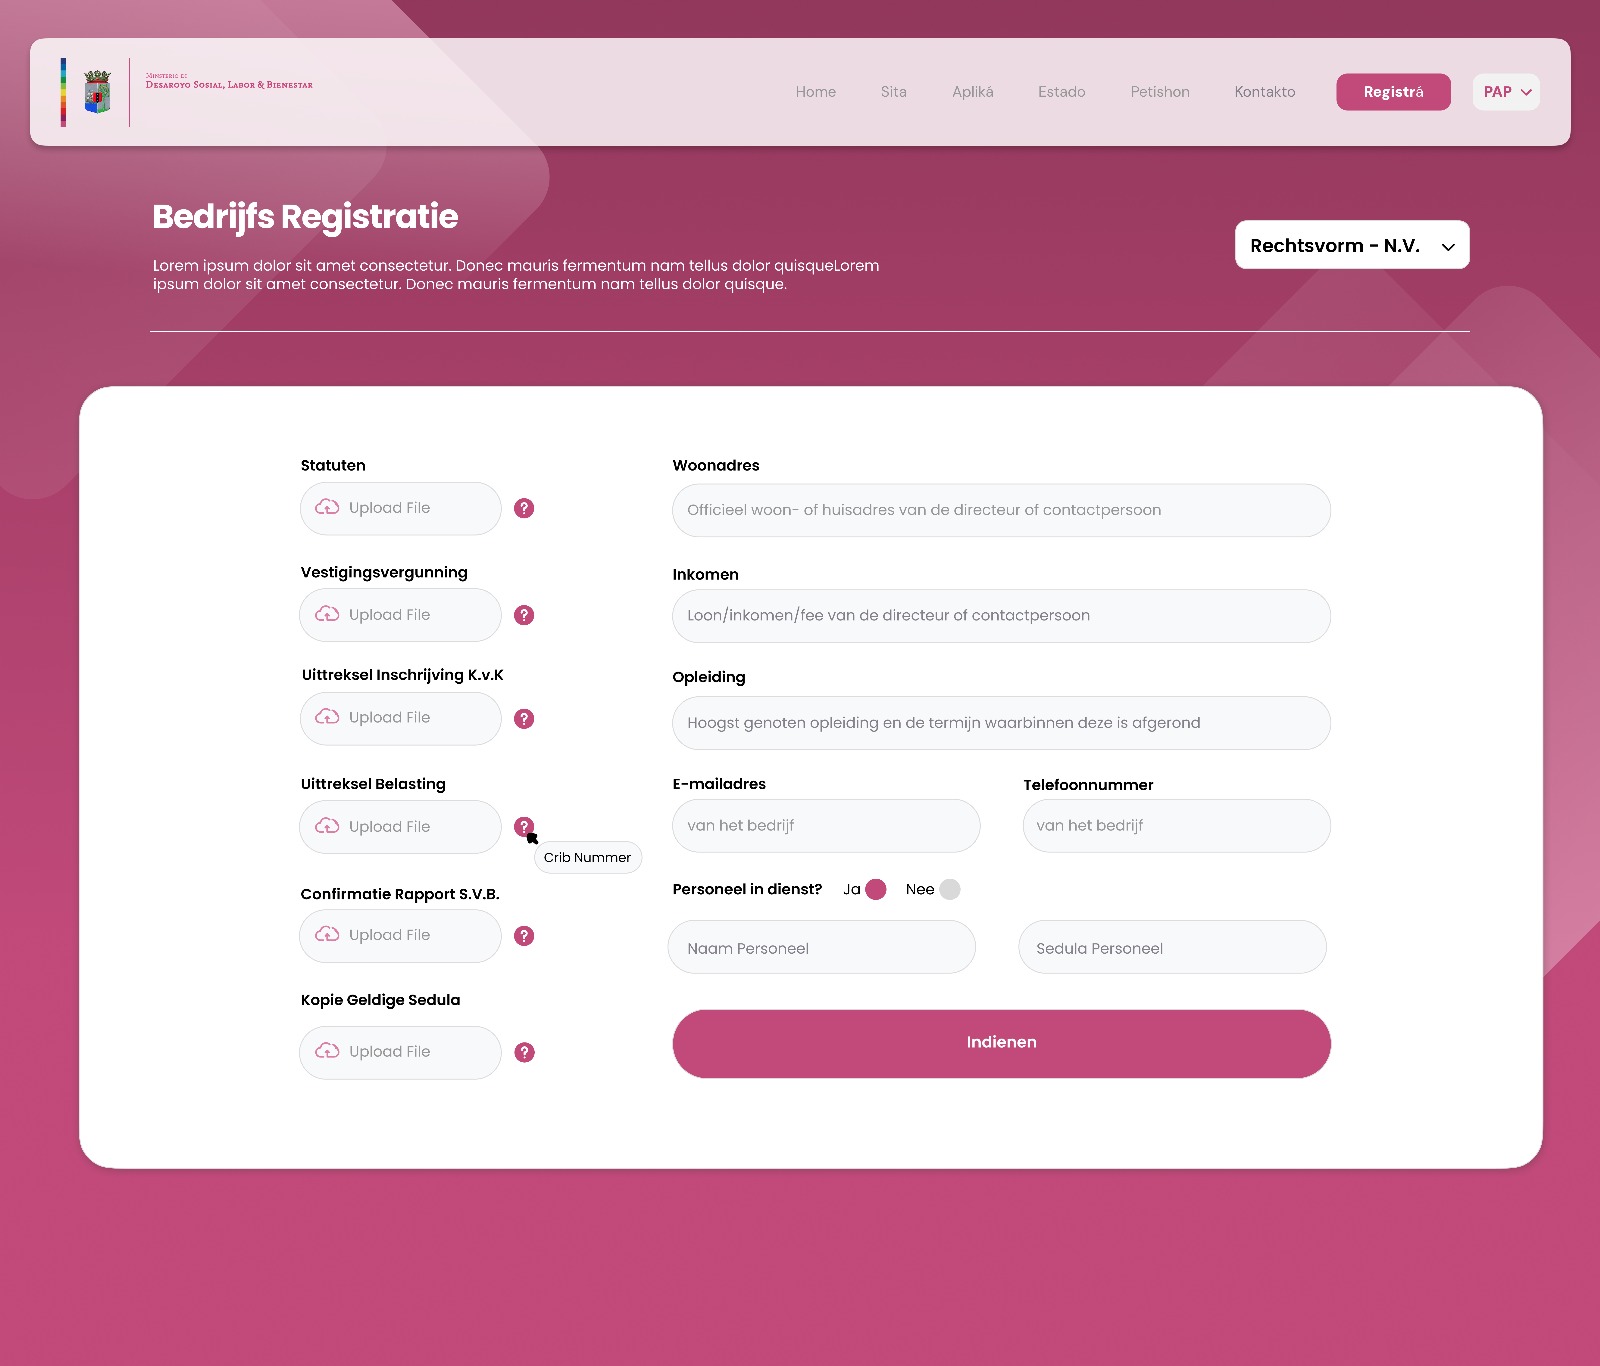 Ministerio di
Desaroyo Sosial, Labor & Bienestar
Home
Sita
Apliká
Estado
Petishon
Kontakto
Registrá
PAP
Bedrijfs Registratie
Rechtsvorm - N.V.
Lorem ipsum dolor sit amet consectetur. Donec mauris fermentum nam tellus dolor quisqueLorem
ipsum dolor sit amet consectetur. Donec mauris fermentum nam tellus dolor quisque.
Statuten
Upload File
?
Vestigingsvergunning
Upload File
?
Uittreksel Inschrijving K.v.K
Upload File
?
Uittreksel Belasting
Upload File
?
Crib Nummer
Confirmatie Rapport S.V.B.
Upload File
?
Kopie Geldige Sedula
Upload File
?
Woonadres
Officieel woon- of huisadres van de directeur of contactpersoon
Inkomen
Loon/inkomen/fee van de directeur of contactpersoon
Opleiding
Hoogst genoten opleiding en de termijn waarbinnen deze is afgerond
E-mailadres
van het bedrijf
Telefoonnummer
van het bedrijf
Personeel in dienst? Ja Nee
Naam Personeel
Sedula Personeel
Indienen